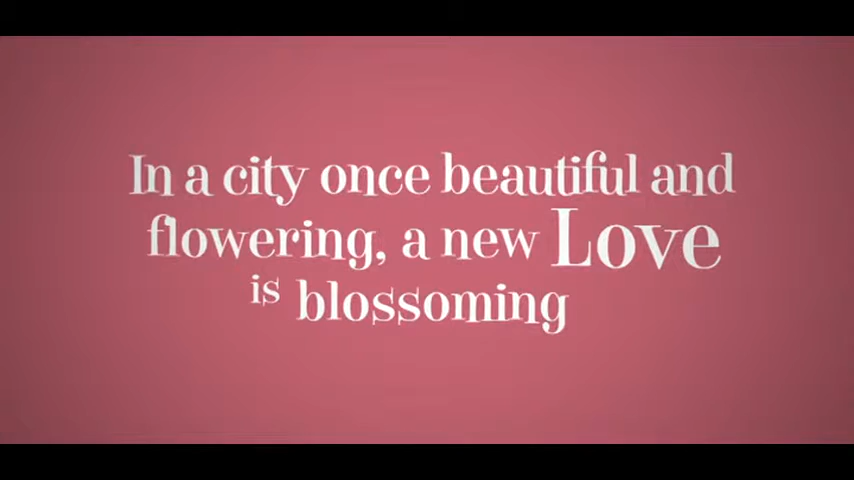 In a city once beautiful and
flowering, a new Love
is blossoming